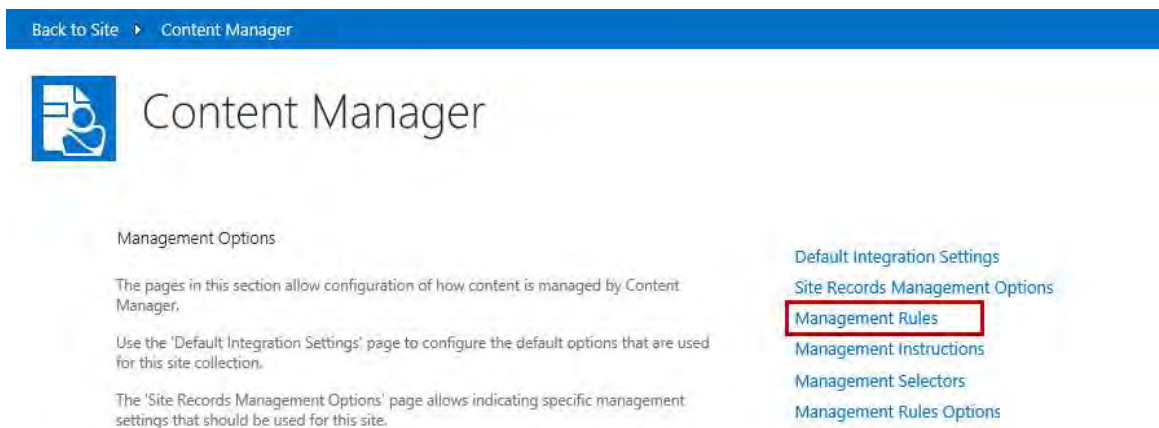 Back to Site ▸ Content Manager
Content Manager
Management Options
The pages in this section allow configuration of how content is managed by Content
Manager.
Use the 'Default Integration Settings' page to configure the default options that are used
for this site collection.
The 'Site Records Management Options' page allows indicating specific management
settings that should be used for this site.
Default Integration Settings
Site Records Management Options
Management Rules
Management Instructions
Management Selectors
Management Rules Options